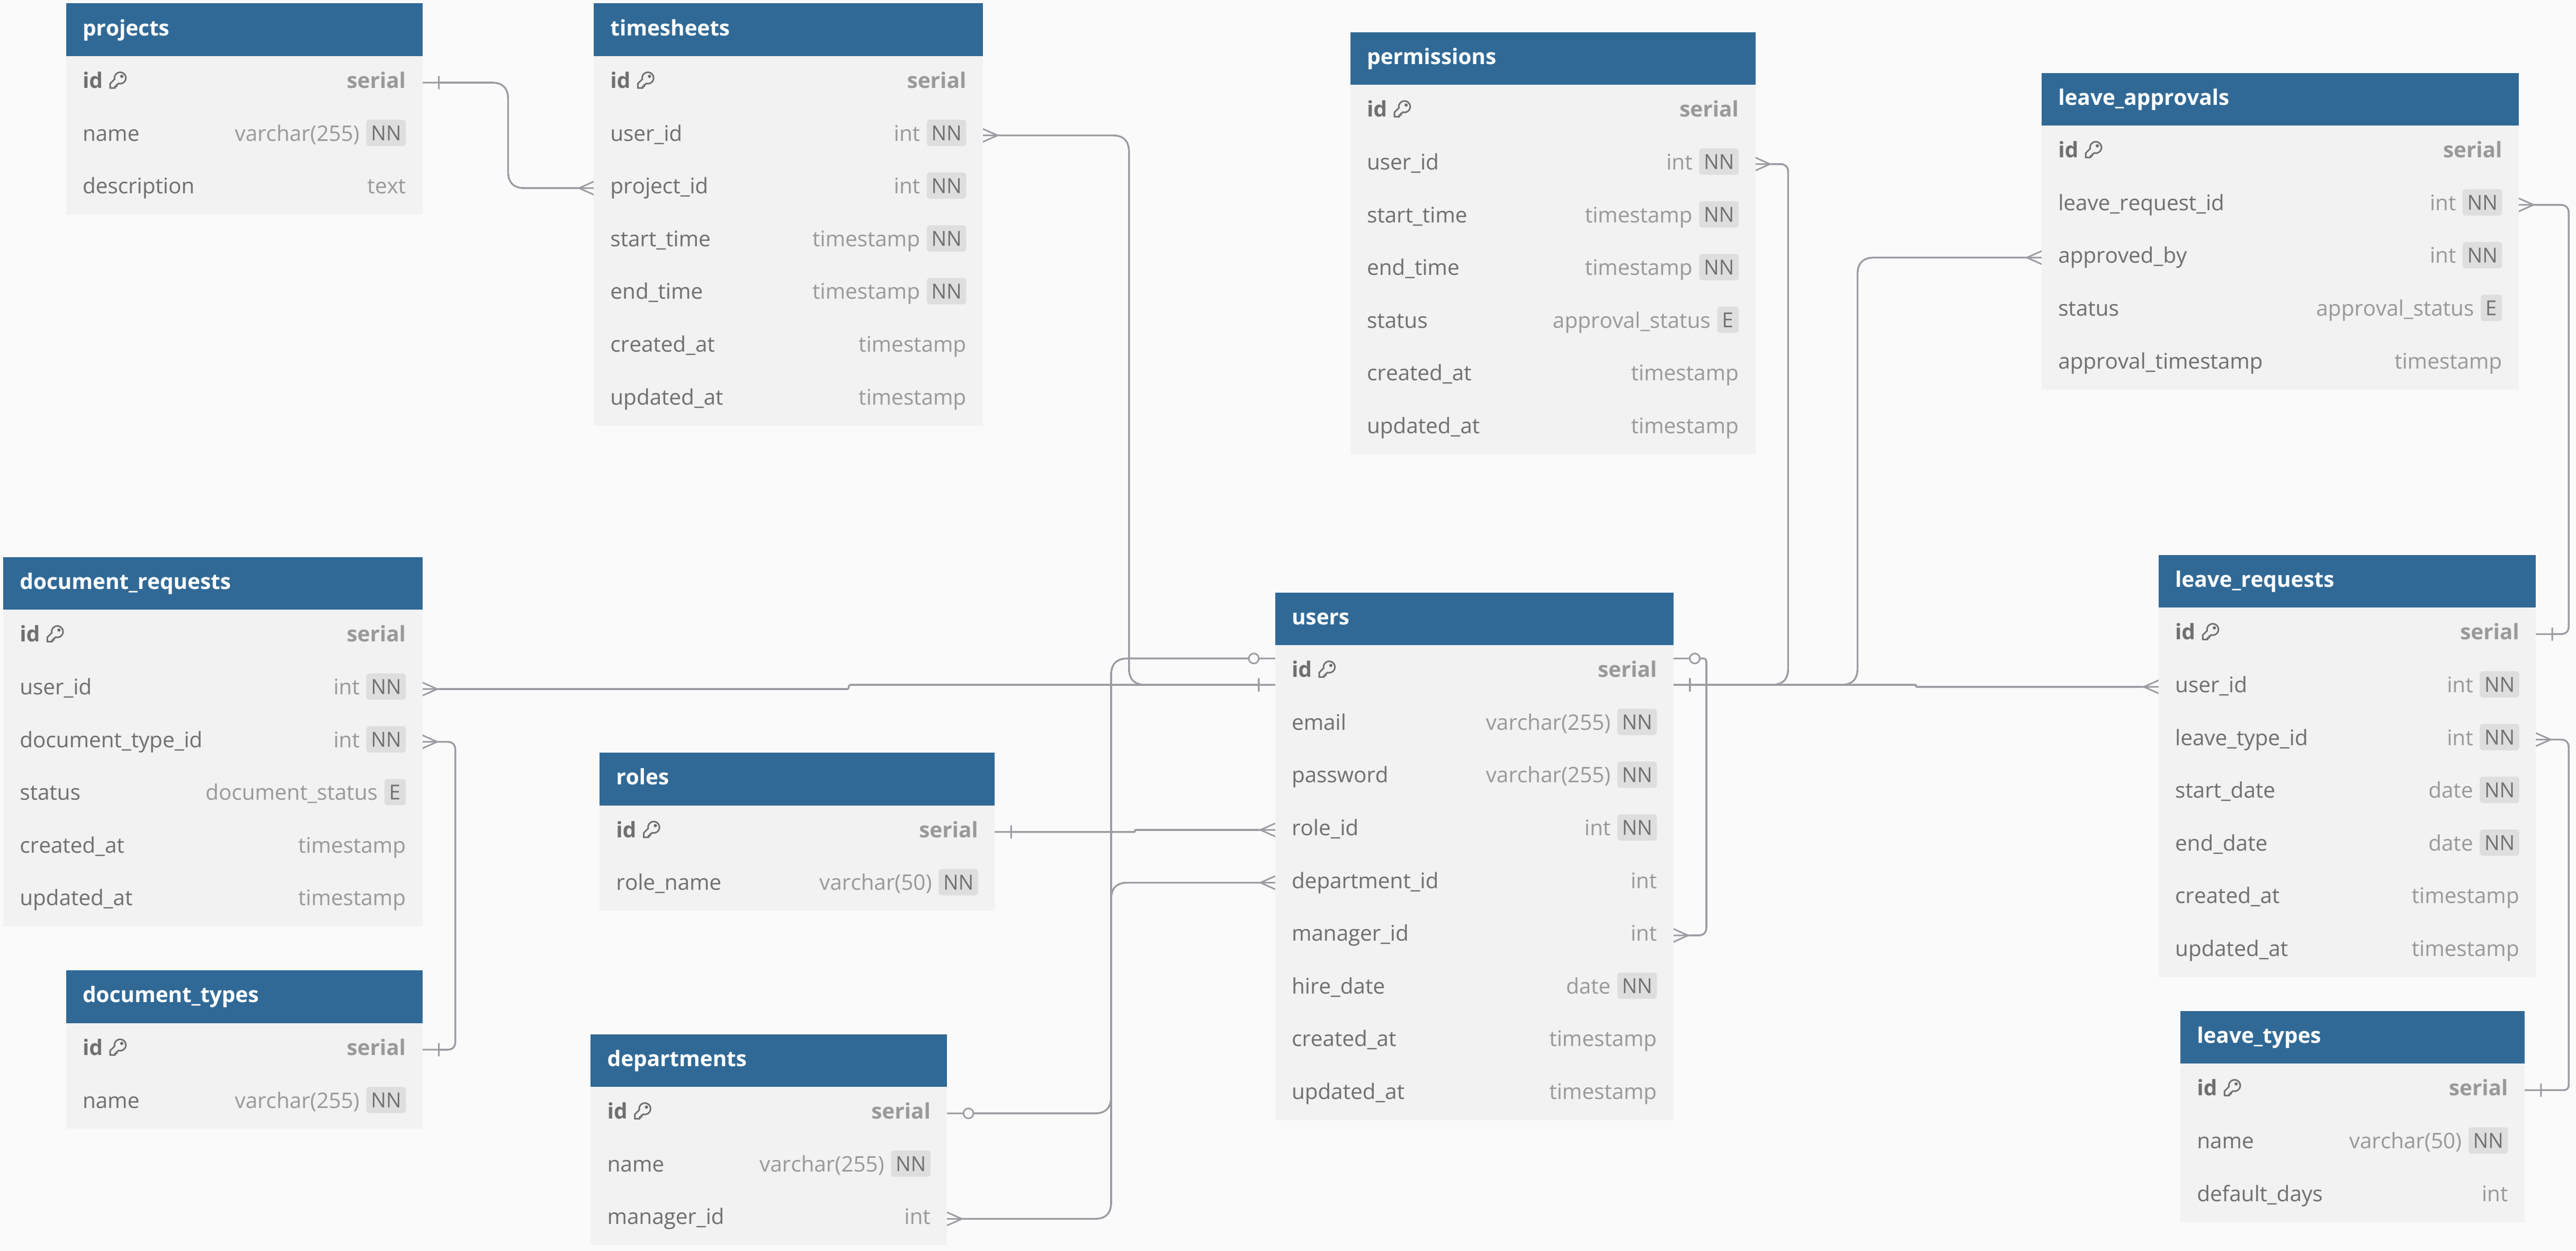 projects
id serial
name varchar(255) NN
description text
timesheets
id serial
user_id int NN
project_id int NN
start_time timestamp NN
end_time timestamp NN
created_at timestamp
updated_at timestamp
permissions
id serial
user_id int NN
start_time timestamp NN
end_time timestamp NN
status approval_status E
created_at timestamp
updated_at timestamp
leave_approvals
id serial
leave_request_id int NN
approved_by int NN
status approval_status E
approval_timestamp timestamp
document_requests
id serial
user_id int NN
document_type_id int NN
status document_status E
created_at timestamp
updated_at timestamp
users
id serial
email varchar(255) NN
password varchar(255) NN
role_id int NN
department_id int
manager_id int
hire_date date NN
created_at timestamp
updated_at timestamp
leave_requests
id serial
user_id int NN
leave_type_id int NN
start_date date NN
end_date date NN
created_at timestamp
updated_at timestamp
roles
id serial
role_name varchar(50) NN
document_types
id serial
name varchar(255) NN
departments
id serial
name varchar(255) NN
manager_id int
leave_types
id serial
name varchar(50) NN
default_days int